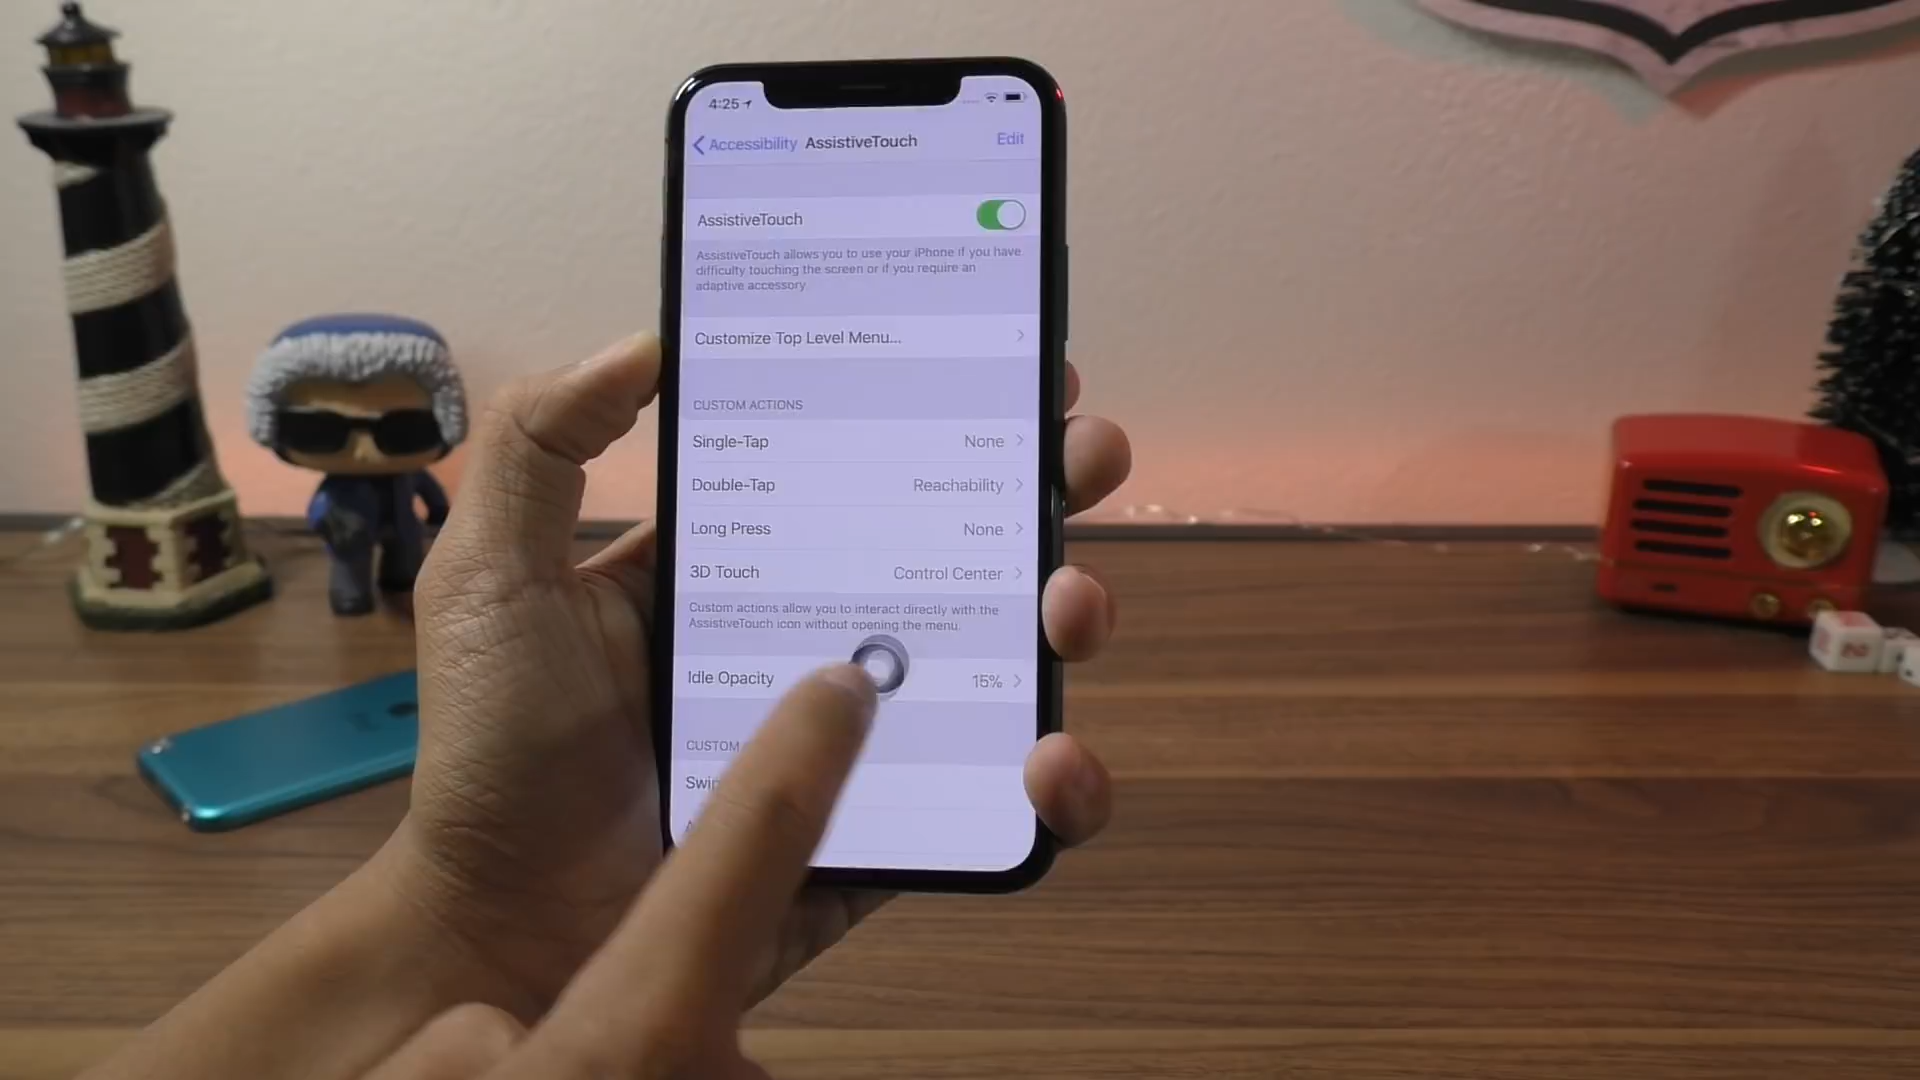 4:25
Accessibility AssistiveTouch Edit
AssistiveTouch
AssistiveTouch allows you to use your iPhone if you have
difficulty touching the screen or if you require an
adaptive accessory
Customize Top Level Menu...
CUSTOM ACTIONS
Single-Tap None
Double-Tap Reachability
Long Press None
3D Touch Control Center
Custom actions allow you to interact directly with the
AssistiveTouch icon without opening the menu.
Idle Opacity 15%
CUSTOM